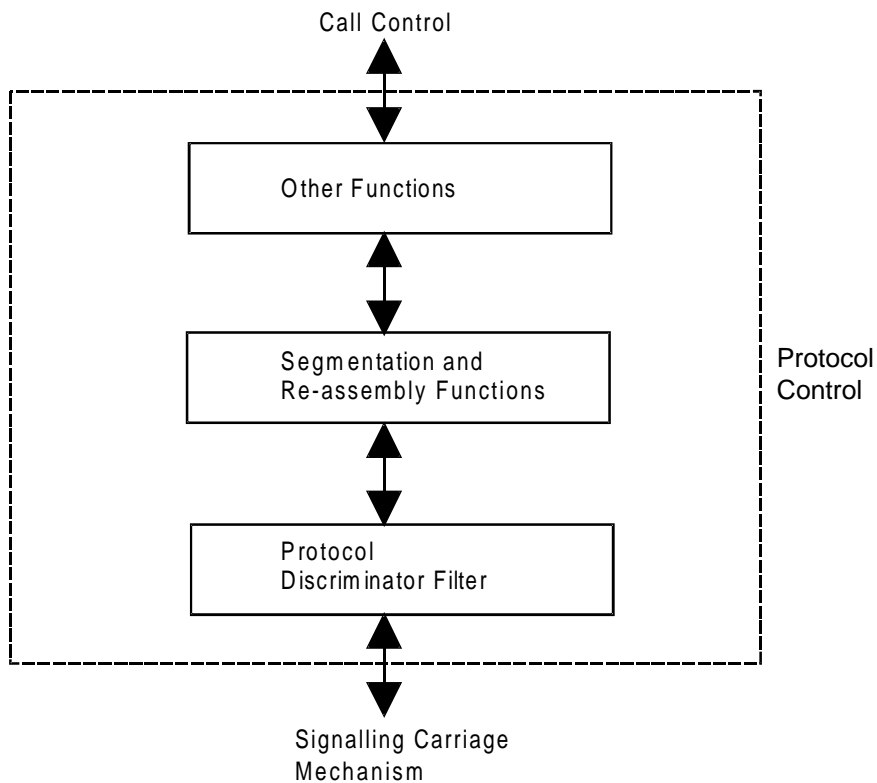 Call Control
Other Functions
Segmentation and
Re-assembly Functions
Protocol
Control
Protocol
Discriminator Filter
Signalling Carriage
Mechanism